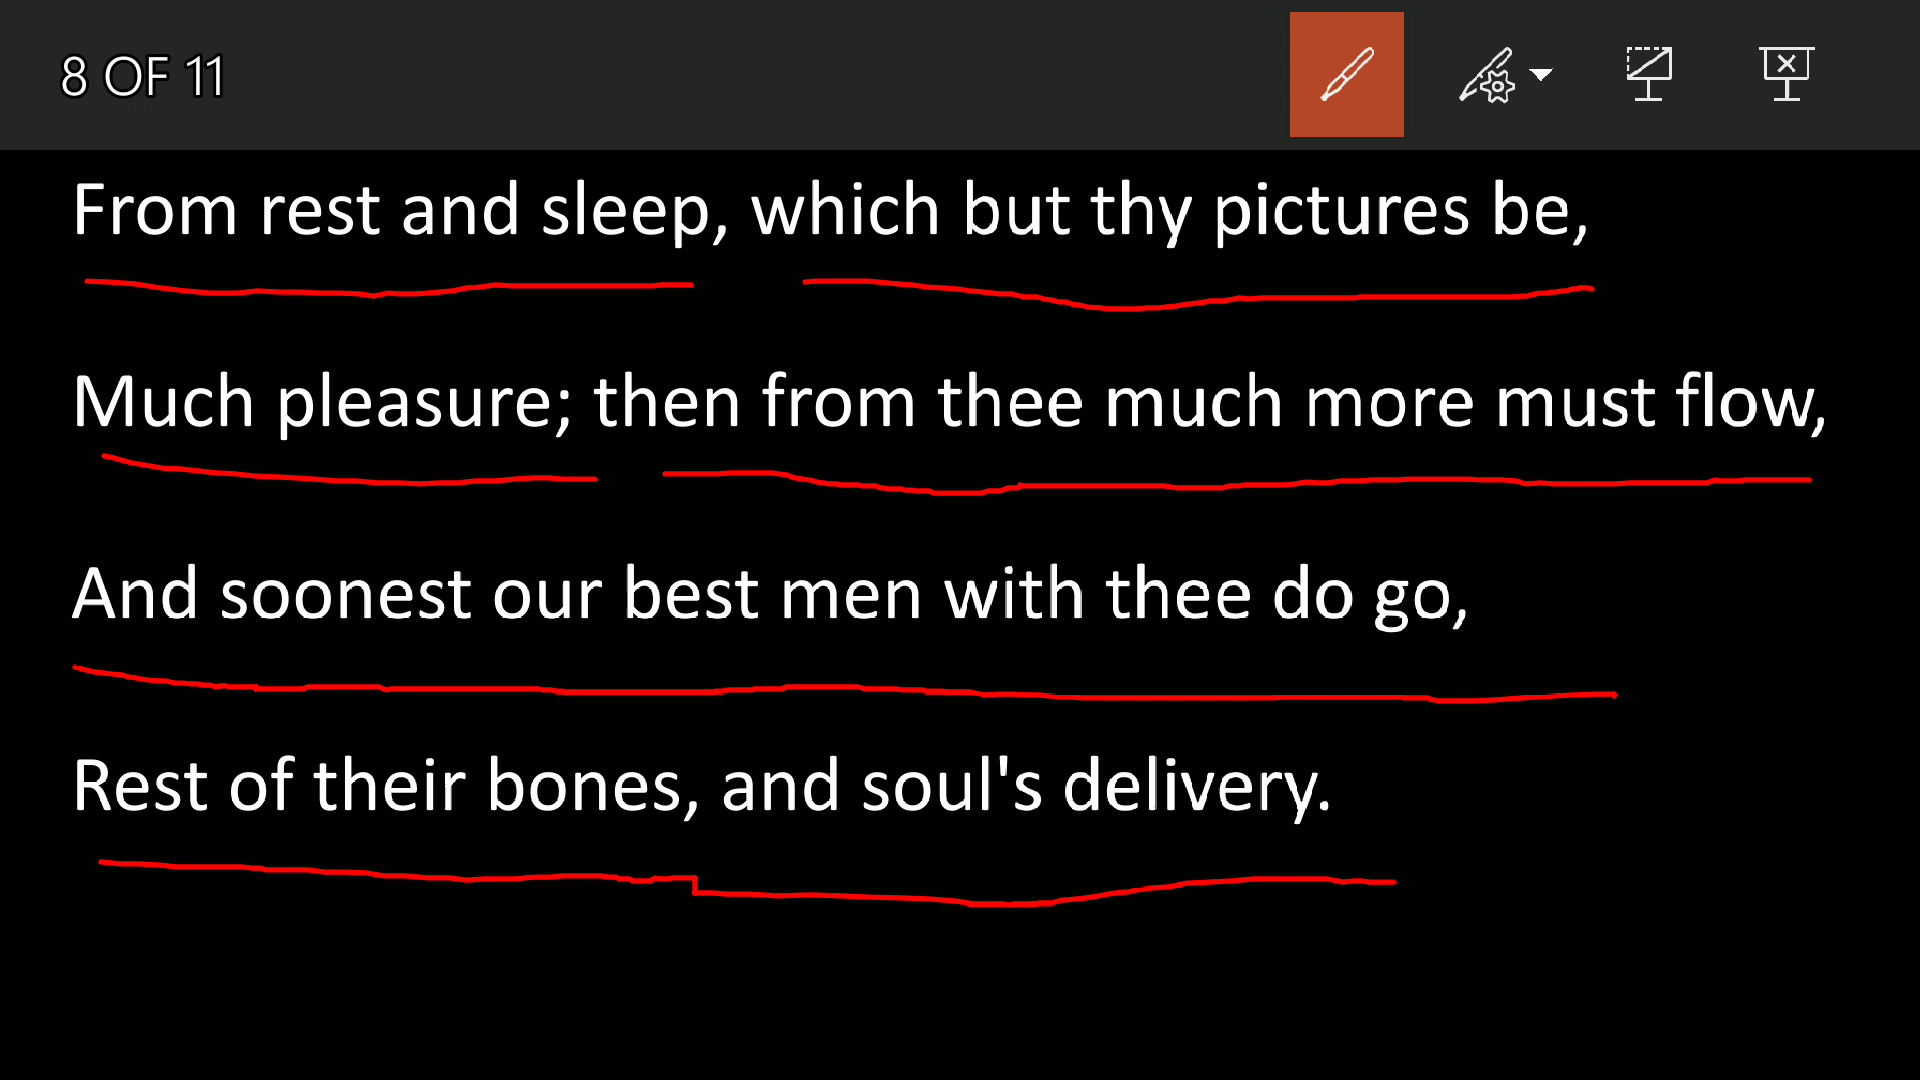 8 OF 11
From rest and sleep, which but thy pictures be,
Much pleasure; then from thee much more must flow,
And soonest our best men with thee do go,
Rest of their bones, and soul's delivery.